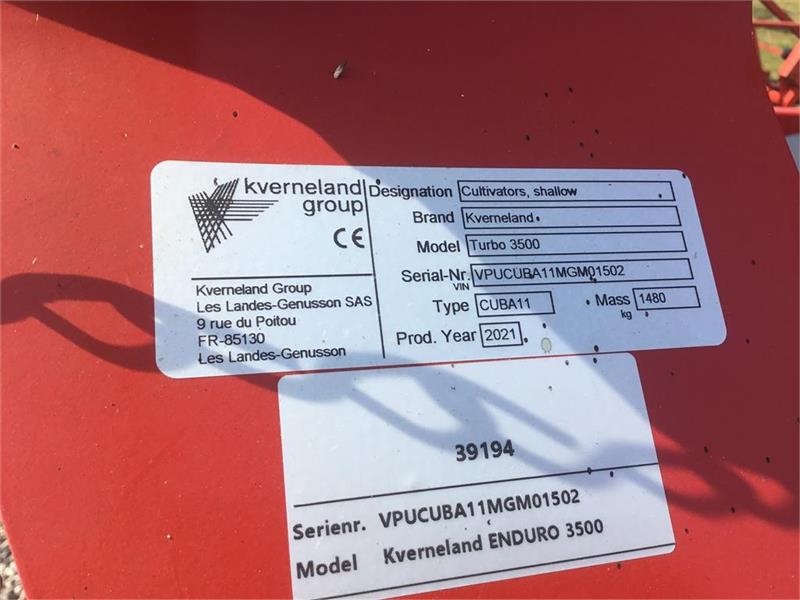 kverneland
group
CE
Kverneland Group
Les Landes-Genusson SAS
9 rue du Poitou
FR-85130
Les Landes-Genusson
Designation Cultivators, shallow
Brand Kverneland
Model Turbo 3500
Serial-Nr. VPUCUBA11MGM01502
VIN
Type CUBA11 Mass 1480
kg
Prod. Year 2021
39194
Serienr. VPUCUBA11MGM01502
Model Kverneland ENDURO 3500